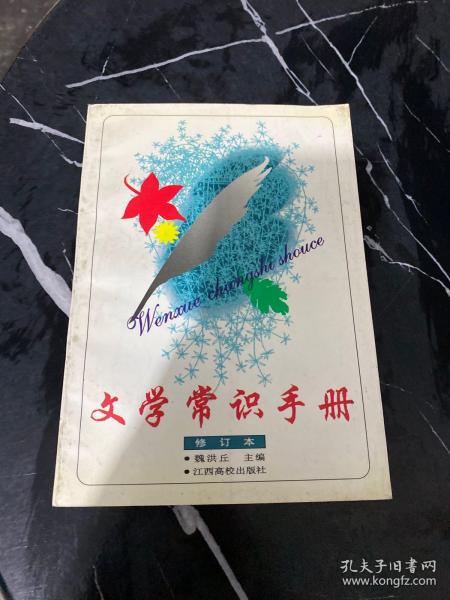 Wenxue changshi shouce
文学常识手册
修订本
•魏洪丘 主编
•江西高校出版社
孔夫子旧书网
www.kongfz.com